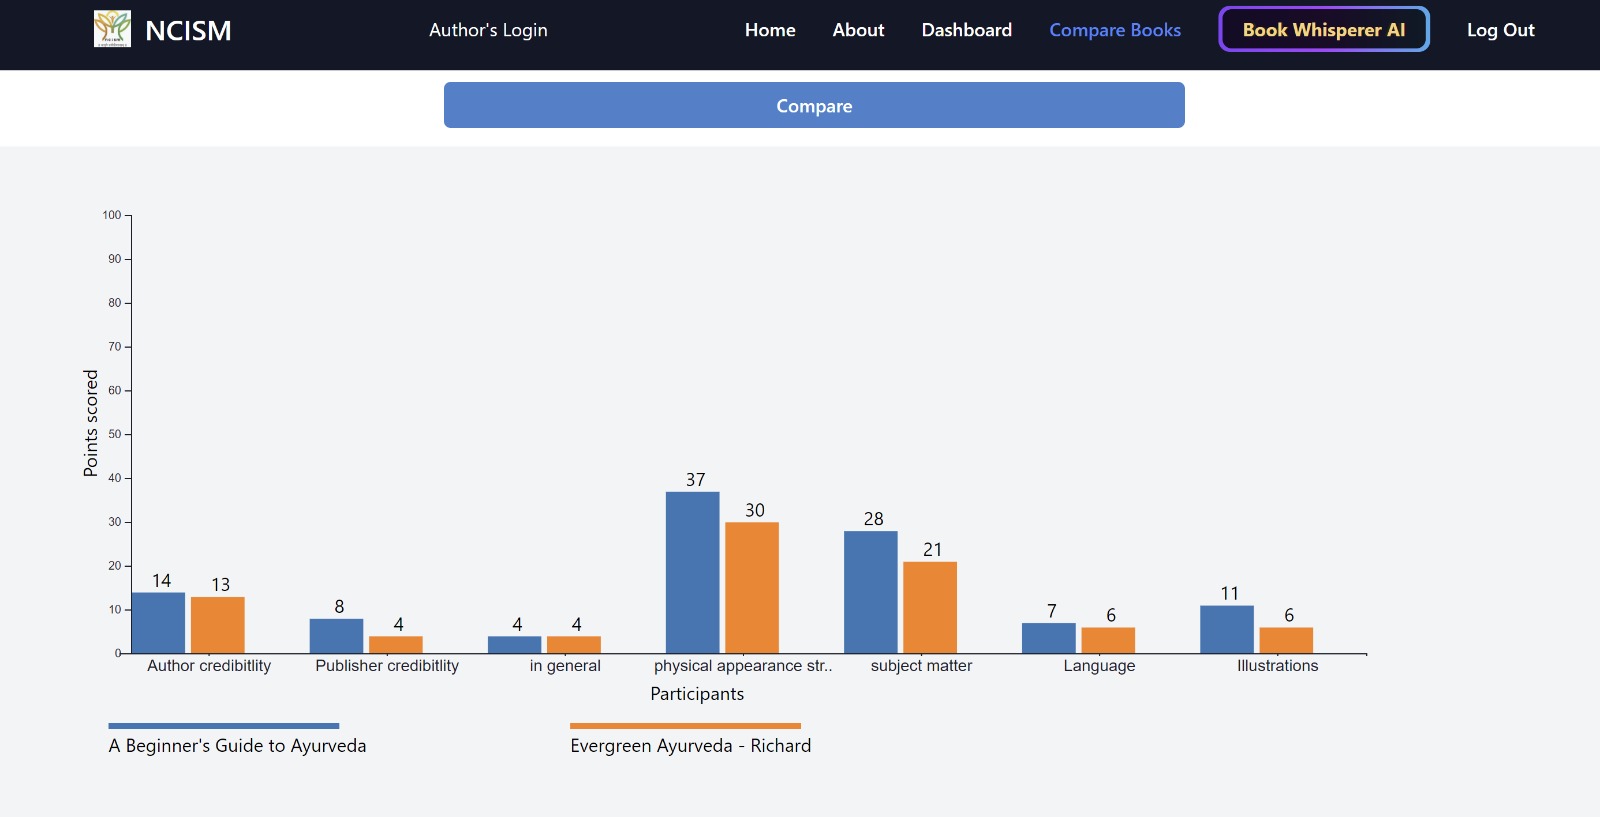 NCISM
Author's Login
Home
About
Dashboard
Compare Books
Book Whisperer AI
Log Out
Compare
Points scored
100
90
80
70
60
50
40
30
20
10
0
14
13
8
4
4
4
37
30
28
21
7
6
11
6
Author credibitlity
Publisher credibitlity
in general
physical appearance str..
subject matter
Language
Illustrations
Participants
A Beginner's Guide to Ayurveda
Evergreen Ayurveda - Richard